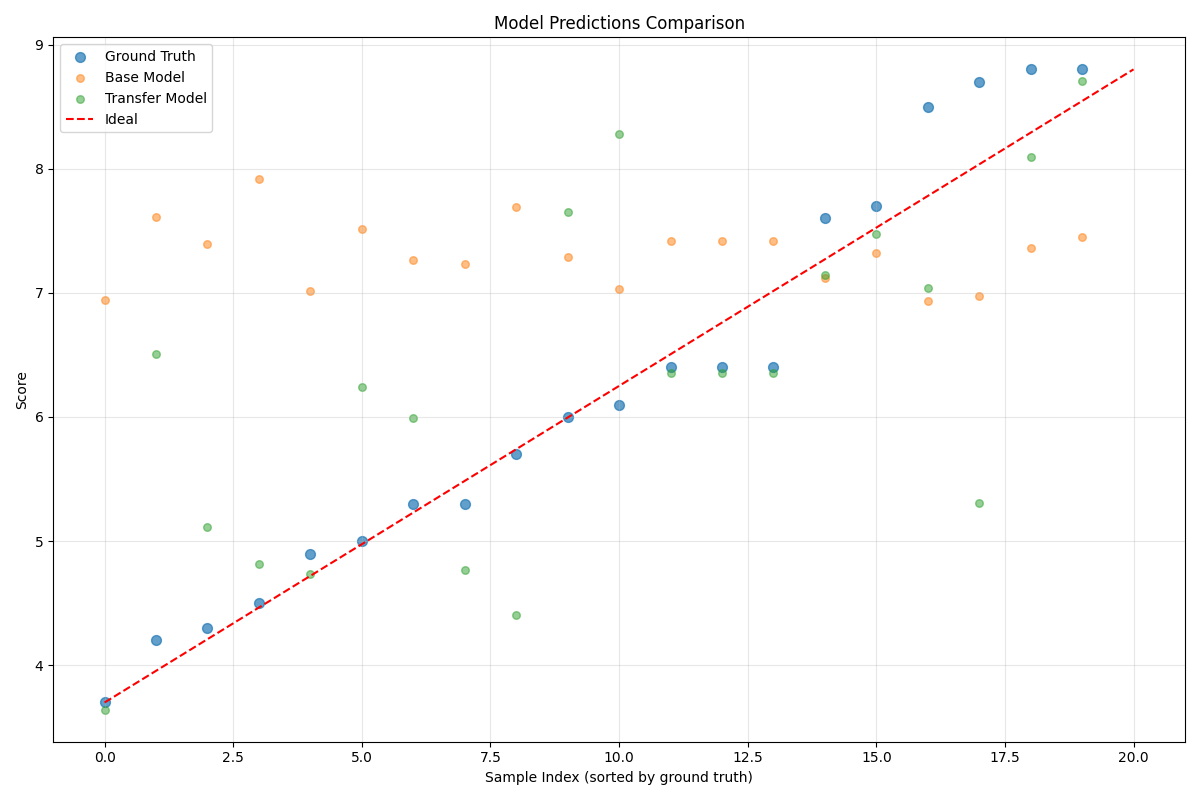 Model Predictions Comparison
Ground Truth
Base Model
Transfer Model
Ideal
9
8
7
6
5
4
Score
0.0 2.5 5.0 7.5 10.0 12.5 15.0 17.5 20.0
Sample Index (sorted by ground truth)